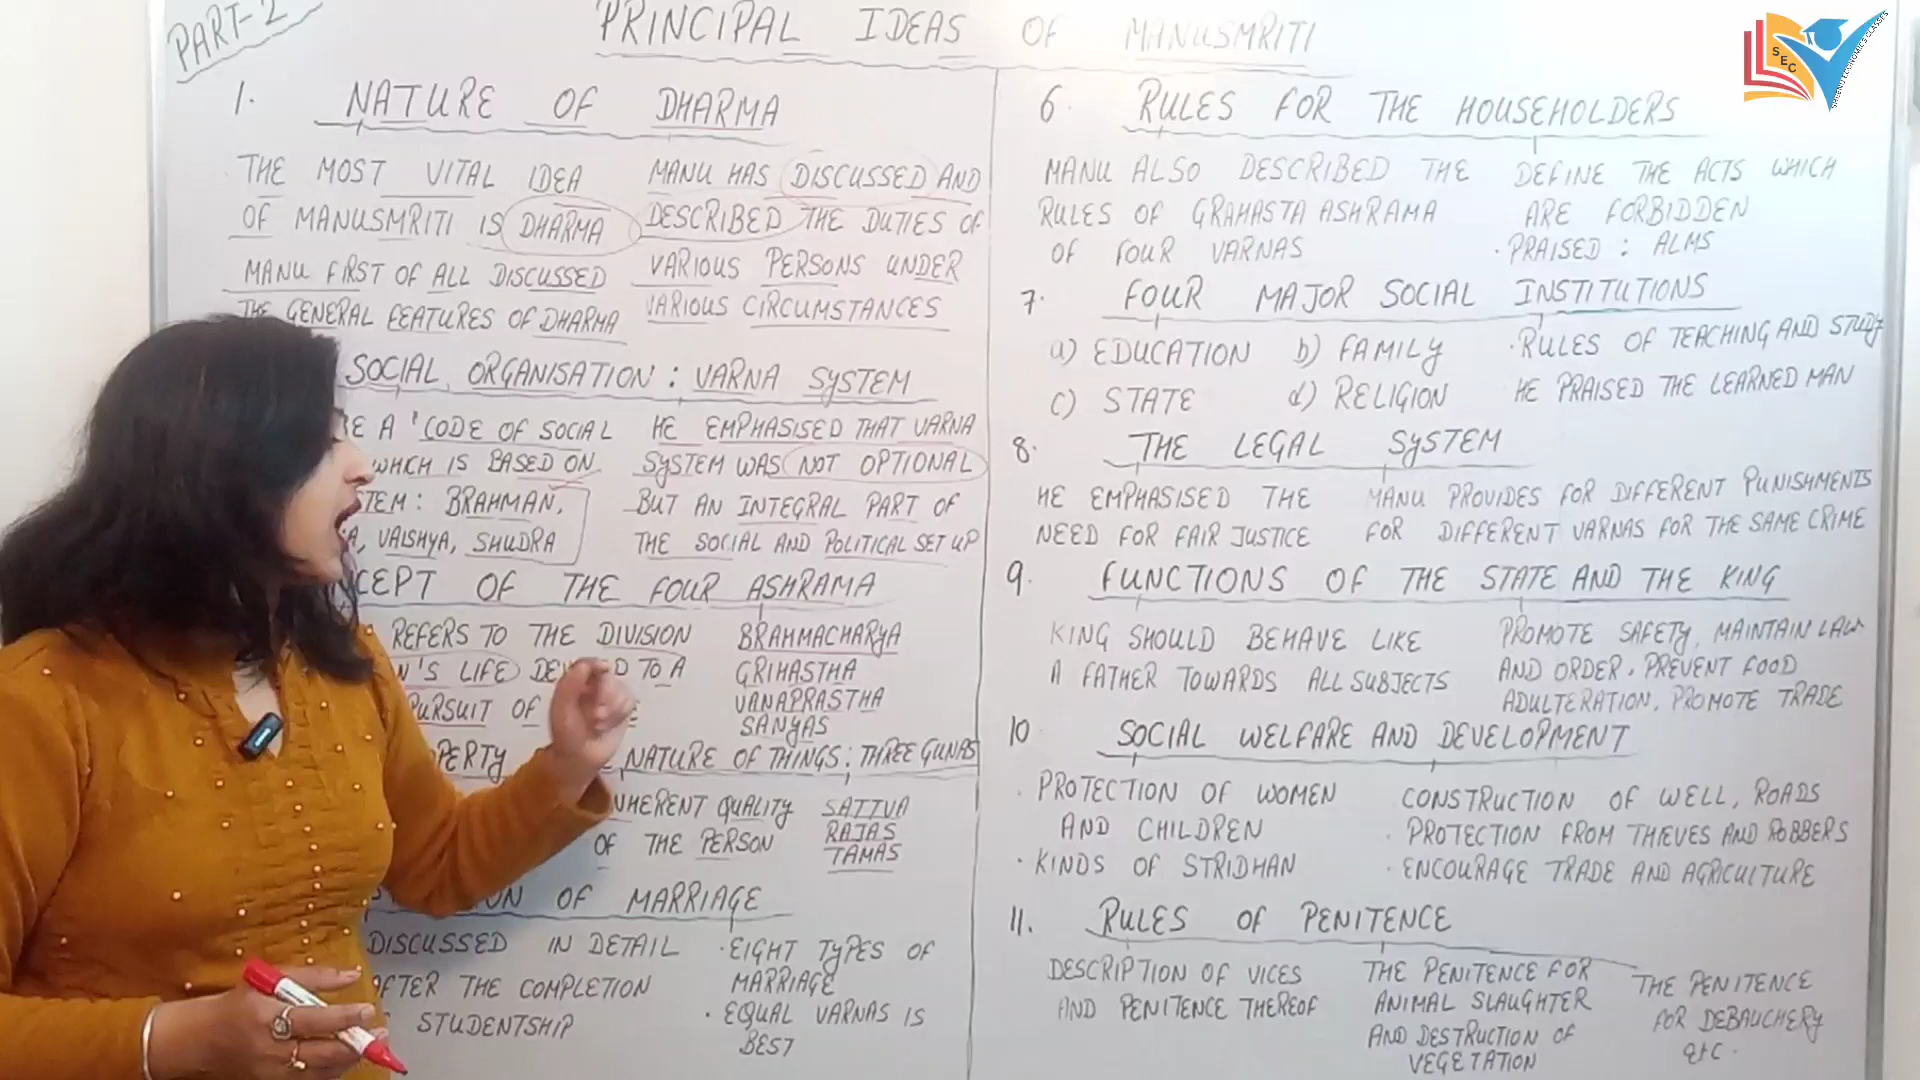 PART-2
PRINCIPAL IDEAS OF MANUSMRITI
1. NATURE OF DHARMA
THE MOST VITAL IDEA
OF MANUSMRITI IS DHARMA
MANU FIRST OF ALL DISCUSSED
THE GENERAL FEATURES OF DHARMA
MANU HAS DISCUSSED AND
DESCRIBED THE DUTIES OF
VARIOUS PERSONS UNDER
VARIOUS CIRCUMSTANCES
SOCIAL ORGANISATION : VARNA SYSTEM
A 'CODE OF SOCIAL
WHCH IS BASED ON
STEM : BRAHMAN,
A, VAISHYA, SHUDRA
HE EMPHASISED THAT VARNA
SYSTEM WAS NOT OPTIONAL
BUT AN INTEGRAL PART OF
THE SOCIAL AND POLITICAL SET UP
CEPT OF THE FOUR ASHRAMA
REFERS TO THE DIVISION
N'S LIFE DE D TO A
PURSUIT OF
BRAHMACHARYA
GRIHASTHA
VANAPRASTHA
SANYAS
PERTY NATURE OF THINGS : THREE GUNAS
INHERENT QUALITY
OF THE PERSON
SATTVA
RAJAS
TAMAS
ON OF MARRIAGE
DISCUSSED IN DETAIL
AFTER THE COMPLETION
STUDENTSHIP
· EIGHT TYPES OF
MARRIAGE
· EQUAL VARNAS IS
BEST
6. RULES FOR THE HOUSEHOLDERS
MANU ALSO DESCRIBED THE
RULES OF GRAHASTA ASHRAMA
OF FOUR VARNAS
DEFINE THE ACTS WHICH
ARE FORBIDDEN
· PRAISED : ALMS
7. FOUR MAJOR SOCIAL INSTITUTIONS
a) EDUCATION b) FAMILY
c) STATE d) RELIGION
· RULES OF TEACHING AND STUDY
HE PRAISED THE LEARNED MAN
8. THE LEGAL SYSTEM
HE EMPHASISED THE
NEED FOR FAIR JUSTICE
MANU PROVIDES FOR DIFFERENT PUNISHMENTS
FOR DIFFERENT VARNAS FOR THE SAME CRIME
9. FUNCTIONS OF THE STATE AND THE KING
KING SHOULD BEHAVE LIKE
A FATHER TOWARDS ALL SUBJECTS
PROMOTE SAFETY, MAINTAIN LAW
AND ORDER, PREVENT FOOD
ADULTERATION, PROMOTE TRADE
10 SOCIAL WELFARE AND DEVELOPMENT
· PROTECTION OF WOMEN
AND CHILDREN
· KINDS OF STRIDHAN
· CONSTRUCTION OF WELL, ROADS
· PROTECTION FROM THIEVES AND ROBBERS
· ENCOURAGE TRADE AND AGRICULTURE
11. RULES OF PENITENCE
DESCRIPTION OF VICES
AND PENITENCE THEREOF
THE PENITENCE FOR
ANIMAL SLAUGHTER
AND DESTRUCTION OF
VEGETATION
THE PENITENCE
FOR DEBAUCHERY
etc.
SEC